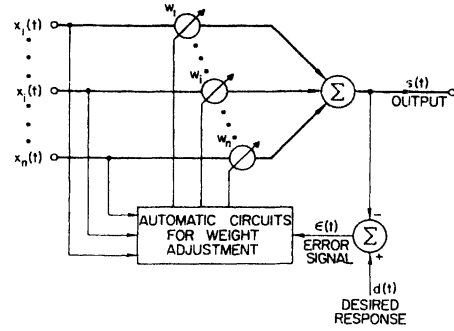 x₁(t)
w₁
xᵢ(t)
wᵢ
Σ
s(t)
OUTPUT
xₙ(t)
wₙ
AUTOMATIC CIRCUITS
FOR WEIGHT
ADJUSTMENT
ϵ(t)
ERROR
SIGNAL
−
Σ
+
d(t)
DESIRED
RESPONSE